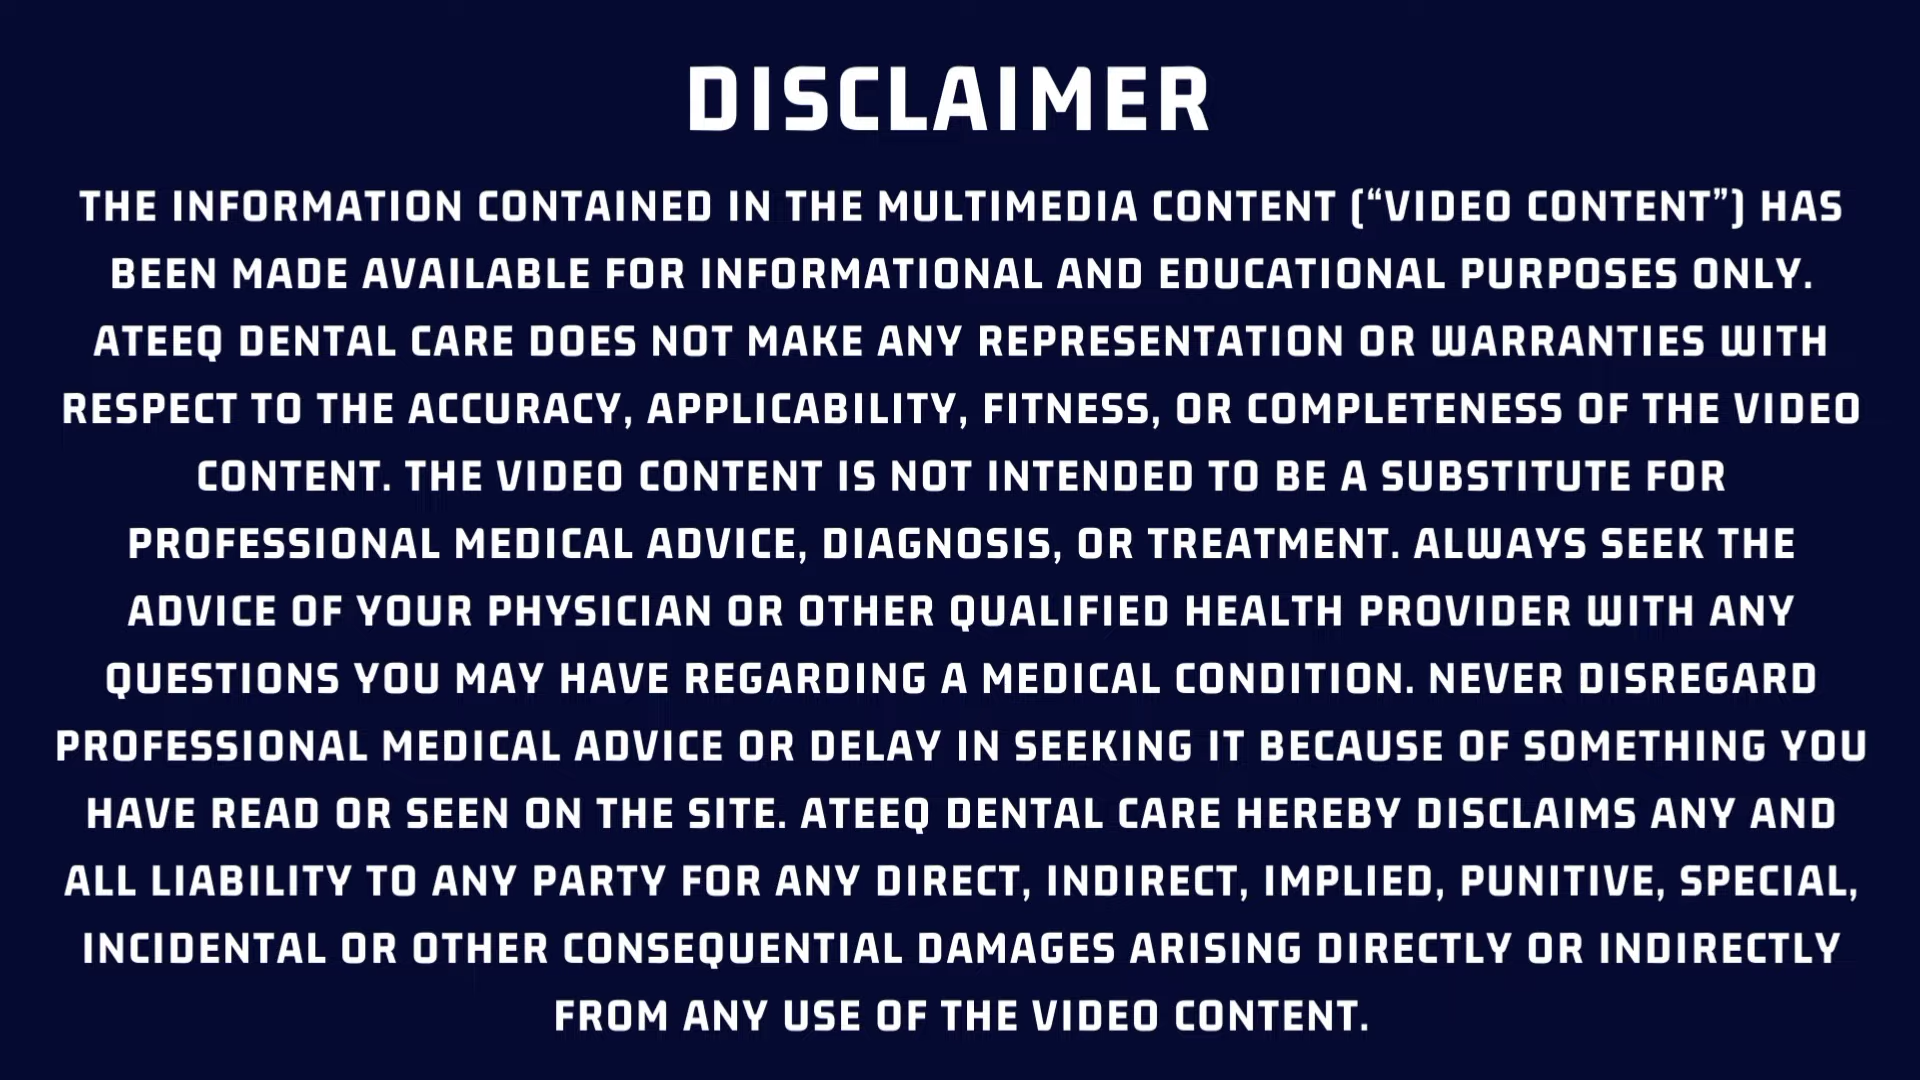 DISCLAIMER
THE INFORMATION CONTAINED IN THE MULTIMEDIA CONTENT (“VIDEO CONTENT”) HAS
BEEN MADE AVAILABLE FOR INFORMATIONAL AND EDUCATIONAL PURPOSES ONLY.
ATEEQ DENTAL CARE DOES NOT MAKE ANY REPRESENTATION OR WARRANTIES WITH
RESPECT TO THE ACCURACY, APPLICABILITY, FITNESS, OR COMPLETENESS OF THE VIDEO
CONTENT. THE VIDEO CONTENT IS NOT INTENDED TO BE A SUBSTITUTE FOR
PROFESSIONAL MEDICAL ADVICE, DIAGNOSIS, OR TREATMENT. ALWAYS SEEK THE
ADVICE OF YOUR PHYSICIAN OR OTHER QUALIFIED HEALTH PROVIDER WITH ANY
QUESTIONS YOU MAY HAVE REGARDING A MEDICAL CONDITION. NEVER DISREGARD
PROFESSIONAL MEDICAL ADVICE OR DELAY IN SEEKING IT BECAUSE OF SOMETHING YOU
HAVE READ OR SEEN ON THE SITE. ATEEQ DENTAL CARE HEREBY DISCLAIMS ANY AND
ALL LIABILITY TO ANY PARTY FOR ANY DIRECT, INDIRECT, IMPLIED, PUNITIVE, SPECIAL,
INCIDENTAL OR OTHER CONSEQUENTIAL DAMAGES ARISING DIRECTLY OR INDIRECTLY
FROM ANY USE OF THE VIDEO CONTENT.